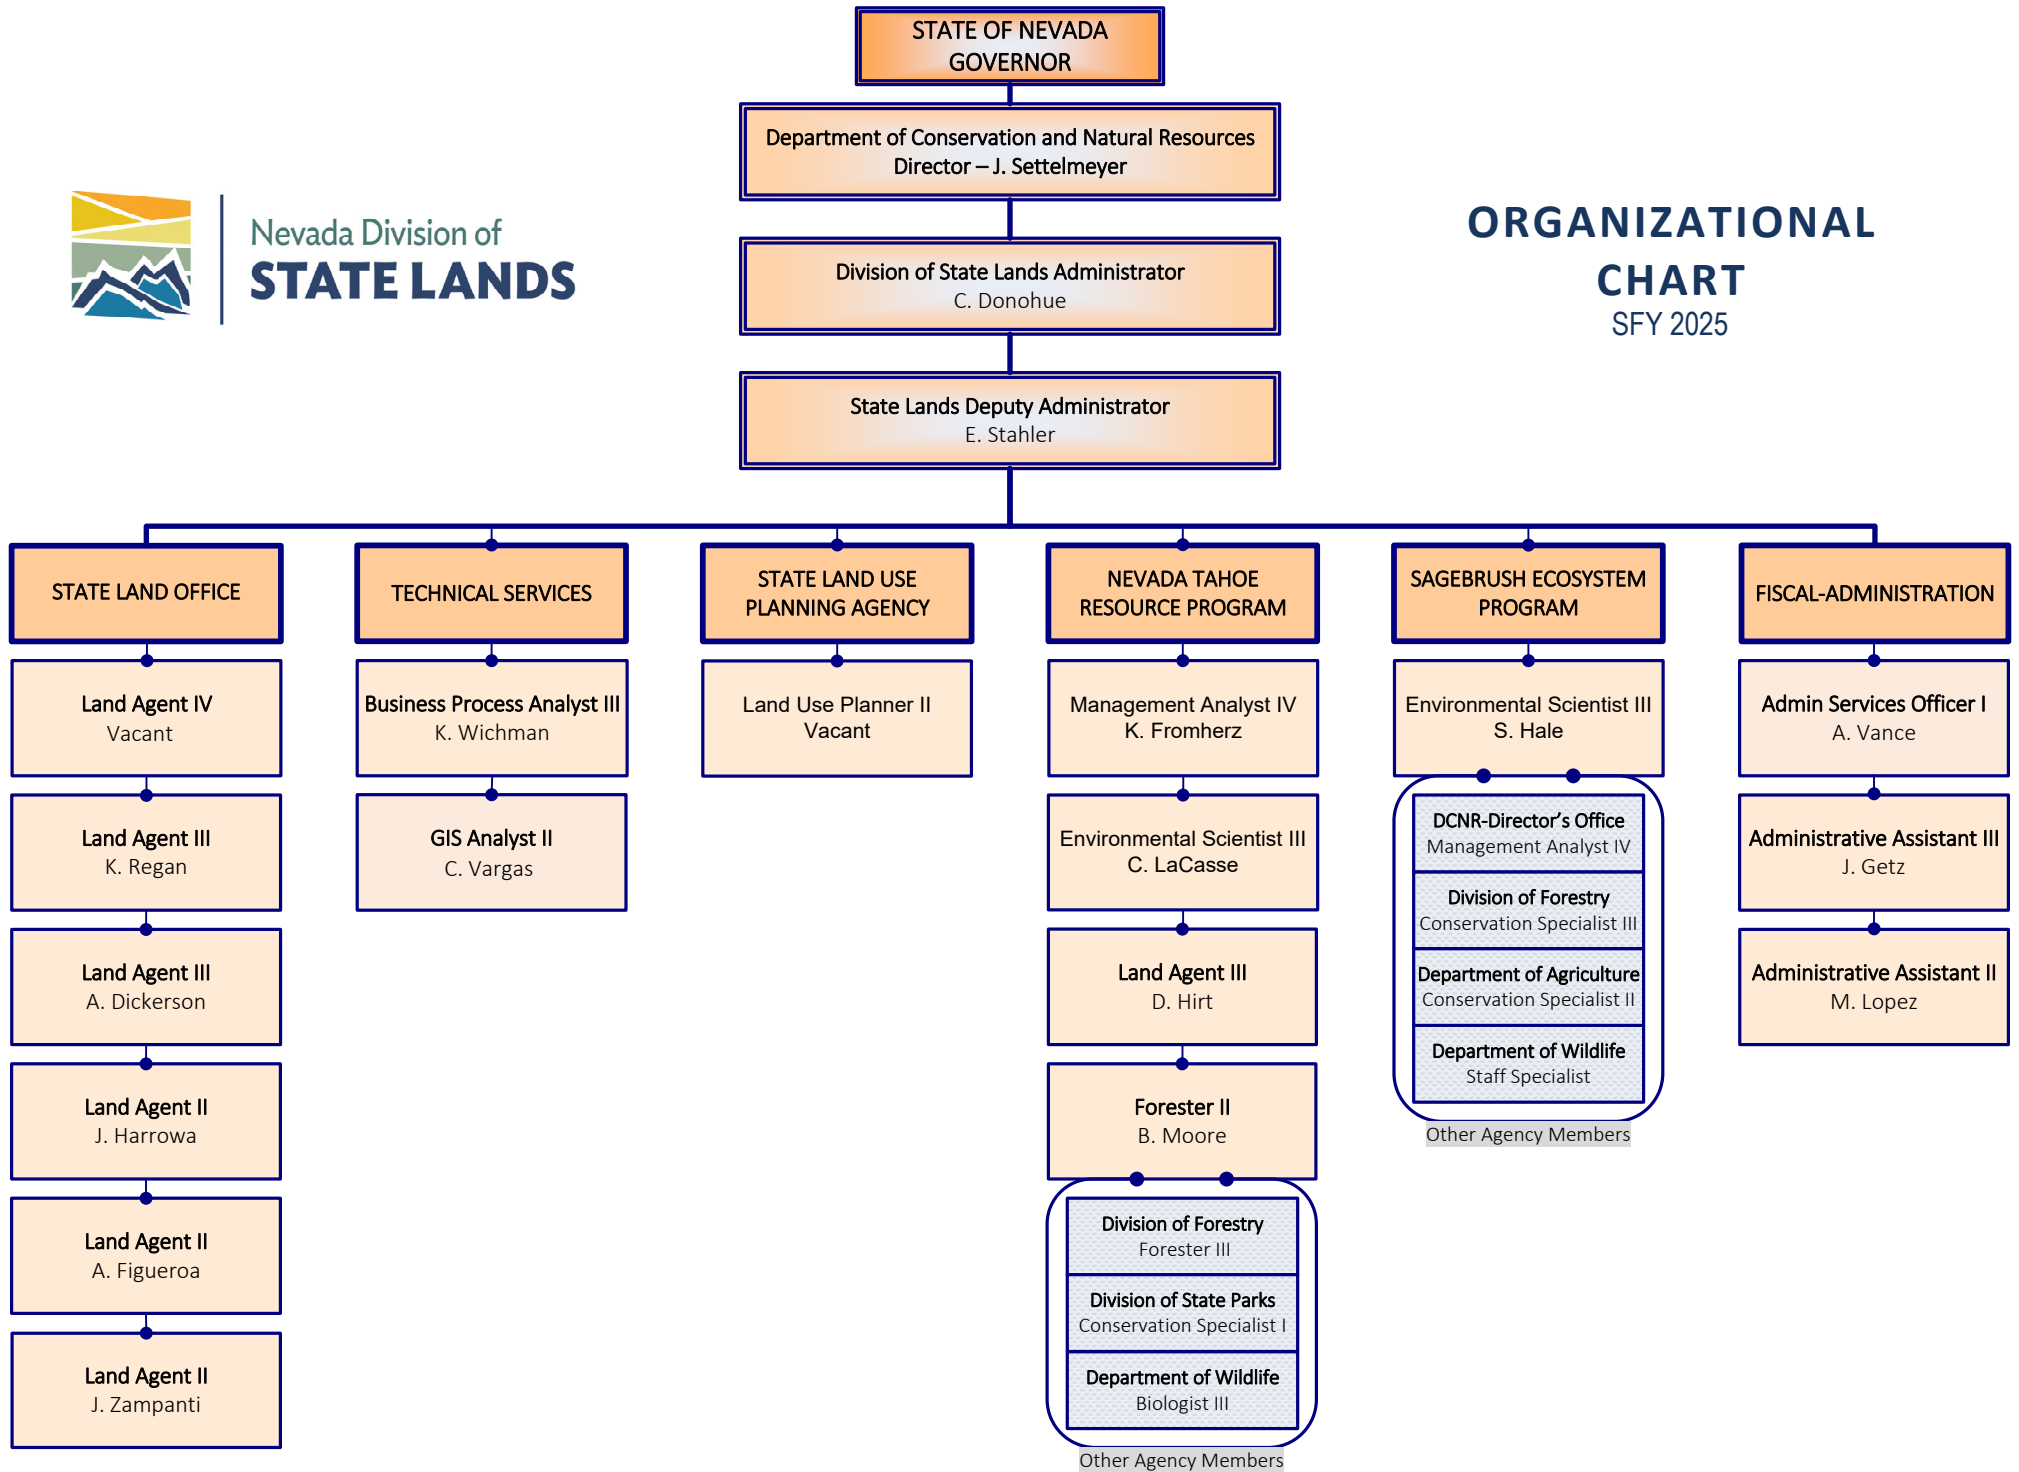 STATE OF NEVADA
GOVERNOR
Department of Conservation and Natural Resources
Director – J. Settelmeyer
Nevada Division of
STATE LANDS
ORGANIZATIONAL
CHART
SFY 2025
Division of State Lands Administrator
C. Donohue
State Lands Deputy Administrator
E. Stahler
STATE LAND OFFICE
Land Agent IV
Vacant
Land Agent III
K. Regan
Land Agent III
A. Dickerson
Land Agent II
J. Harrowa
Land Agent II
A. Figueroa
Land Agent II
J. Zampanti
TECHNICAL SERVICES
Business Process Analyst III
K. Wichman
GIS Analyst II
C. Vargas
STATE LAND USE
PLANNING AGENCY
Land Use Planner II
Vacant
NEVADA TAHOE
RESOURCE PROGRAM
Management Analyst IV
K. Fromherz
Environmental Scientist III
C. LaCasse
Land Agent III
D. Hirt
Forester II
B. Moore
Division of Forestry
Forester III
Division of State Parks
Conservation Specialist I
Department of Wildlife
Biologist III
Other Agency Members
SAGEBRUSH ECOSYSTEM
PROGRAM
Environmental Scientist III
S. Hale
DCNR-Director's Office
Management Analyst IV
Division of Forestry
Conservation Specialist III
Department of Agriculture
Conservation Specialist II
Department of Wildlife
Staff Specialist
Other Agency Members
FISCAL-ADMINISTRATION
Admin Services Officer I
A. Vance
Administrative Assistant III
J. Getz
Administrative Assistant II
M. Lopez